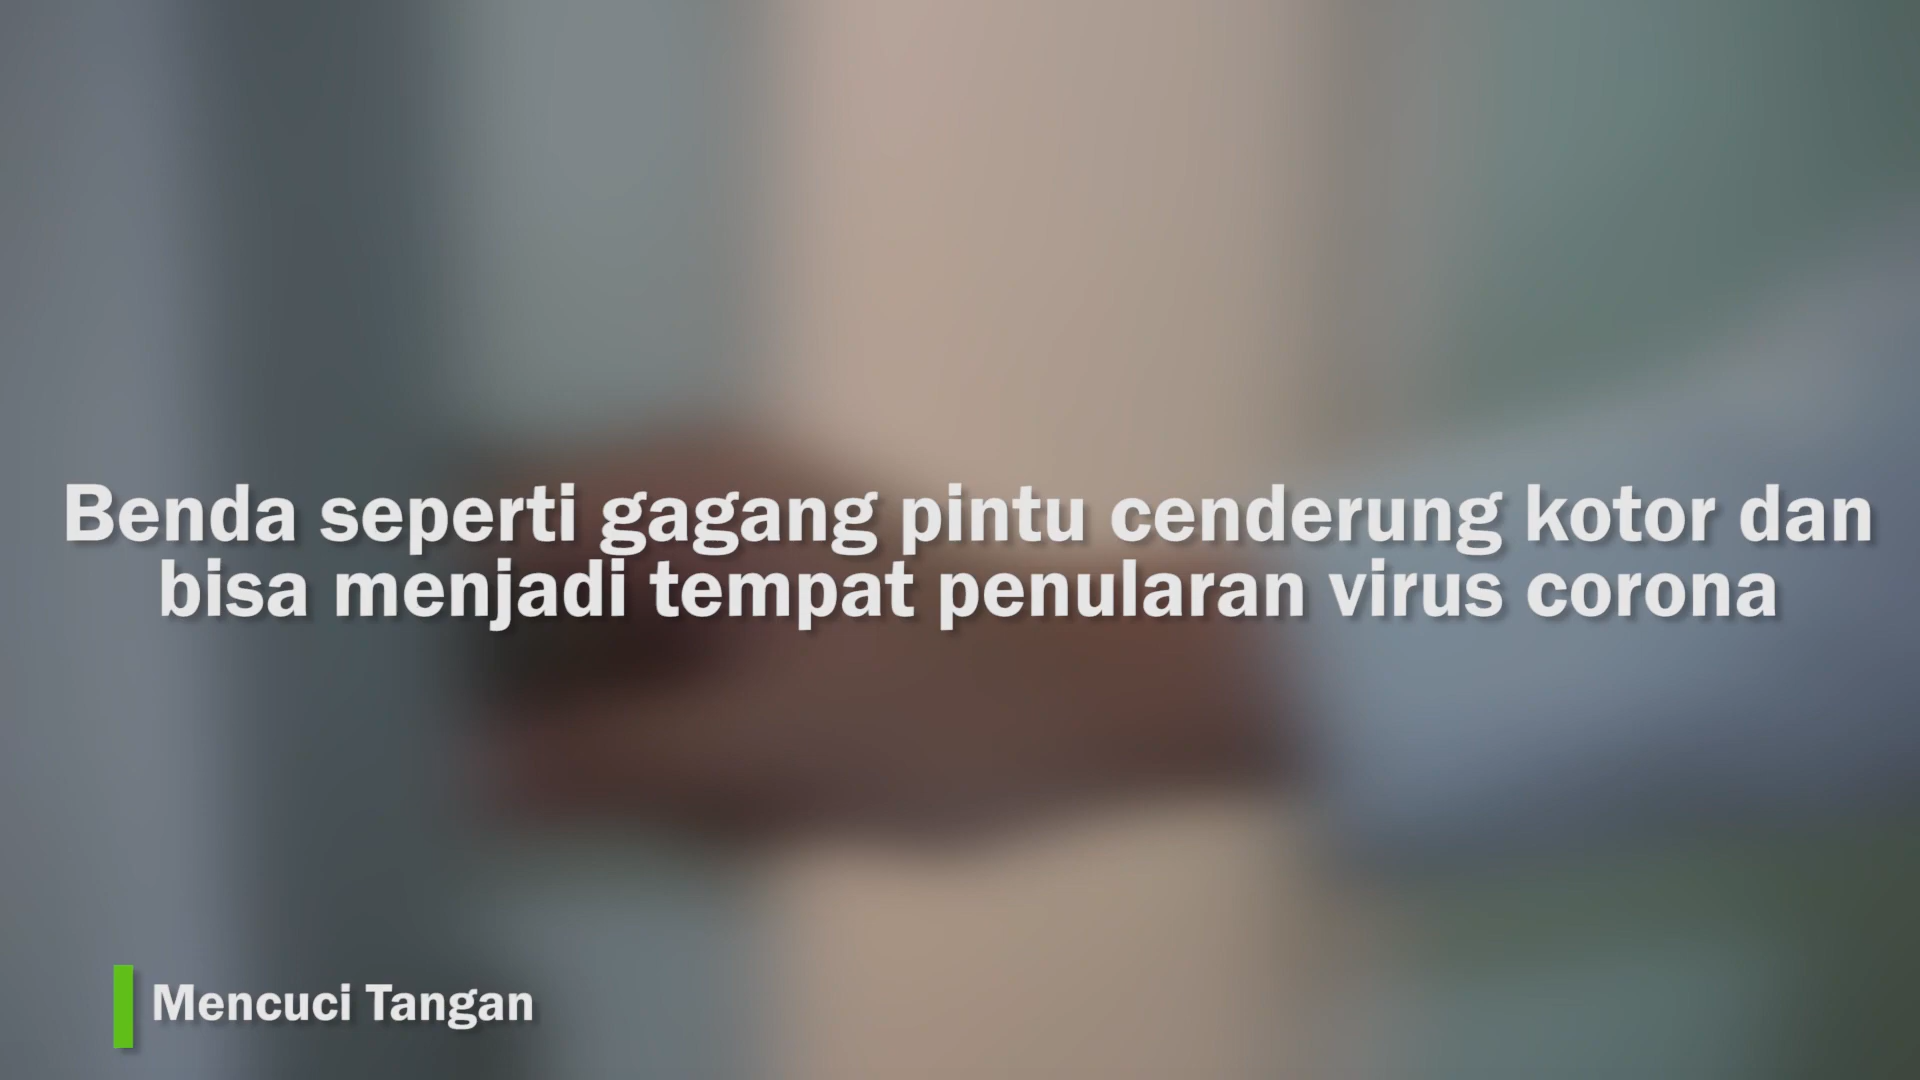 Benda seperti gagang pintu cenderung kotor dan
bisa menjadi tempat penularan virus corona
Mencuci Tangan